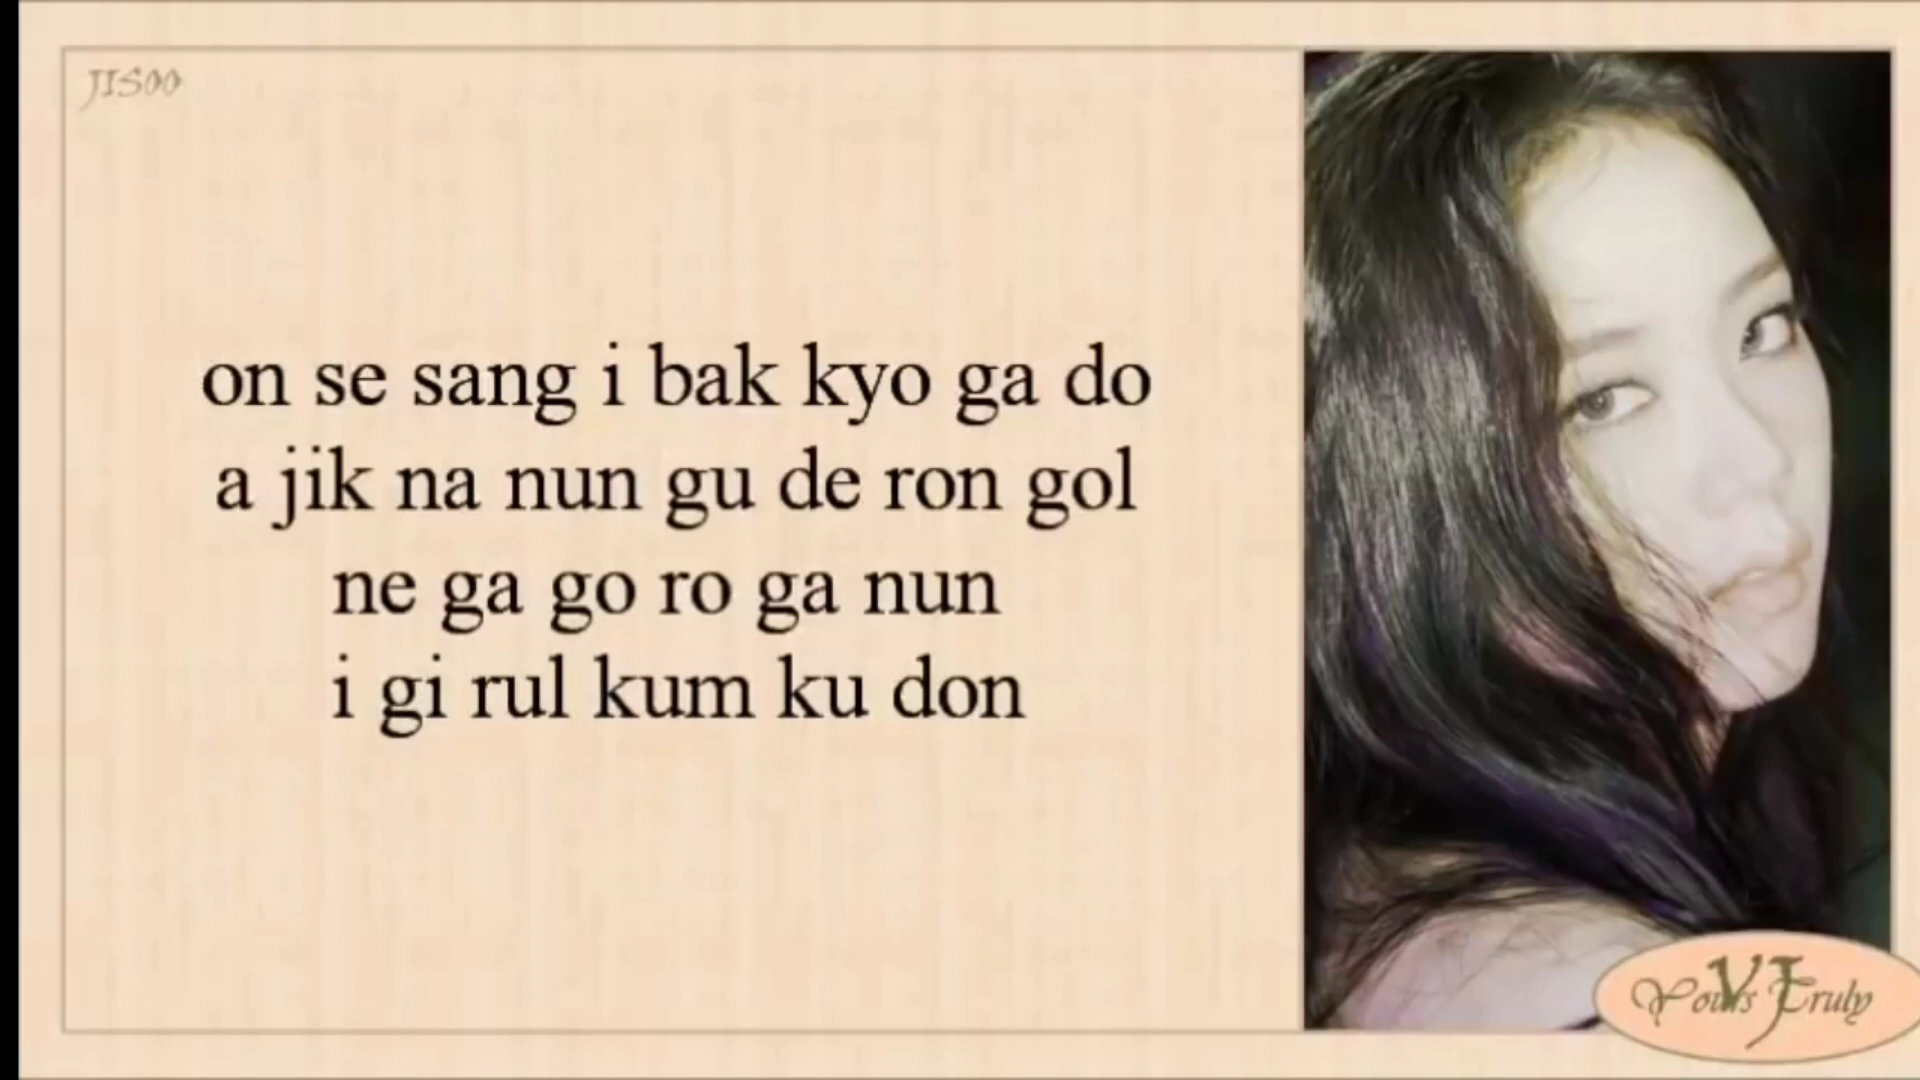 JISOO
on se sang i bak kyo ga do
a jik na nun gu de ron gol
ne ga go ro ga nun
i gi rul kum ku don
Yours Truly
VJ